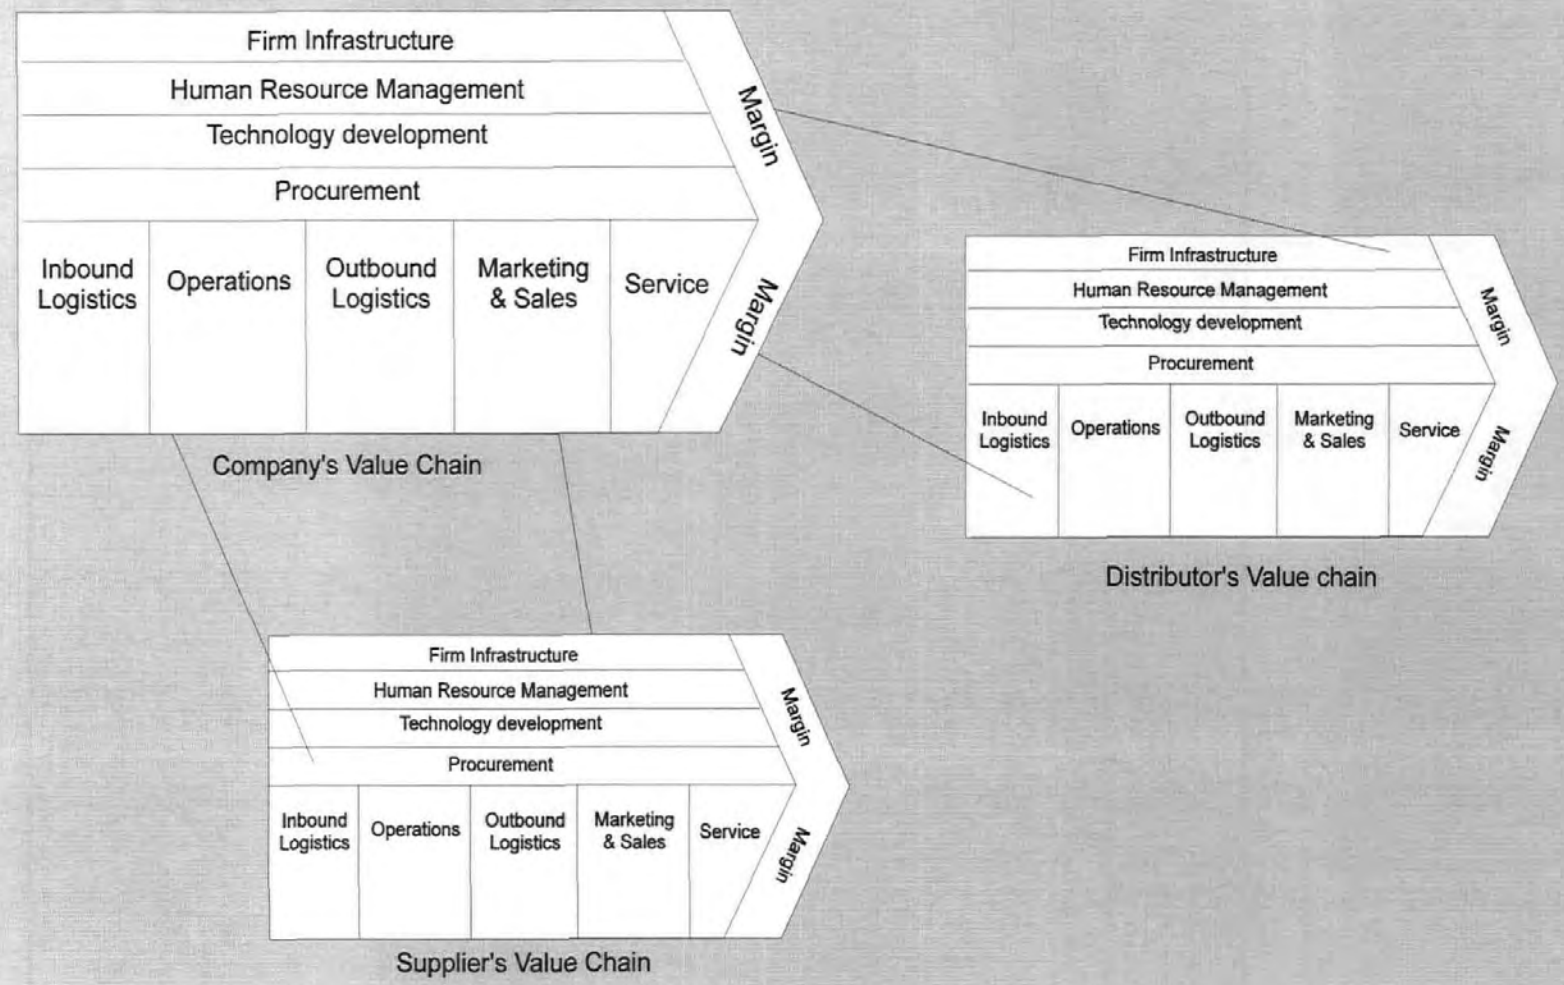 Firm Infrastructure
Human Resource Management
Technology development
Procurement
Inbound
Logistics
Operations
Outbound
Logistics
Marketing
& Sales
Service
Margin
Margin
Company's Value Chain
Firm Infrastructure
Human Resource Management
Technology development
Procurement
Inbound
Logistics
Operations
Outbound
Logistics
Marketing
& Sales
Service
Margin
Margin
Distributor's Value chain
Firm Infrastructure
Human Resource Management
Technology development
Procurement
Inbound
Logistics
Operations
Outbound
Logistics
Marketing
& Sales
Service
Margin
Margin
Supplier's Value Chain